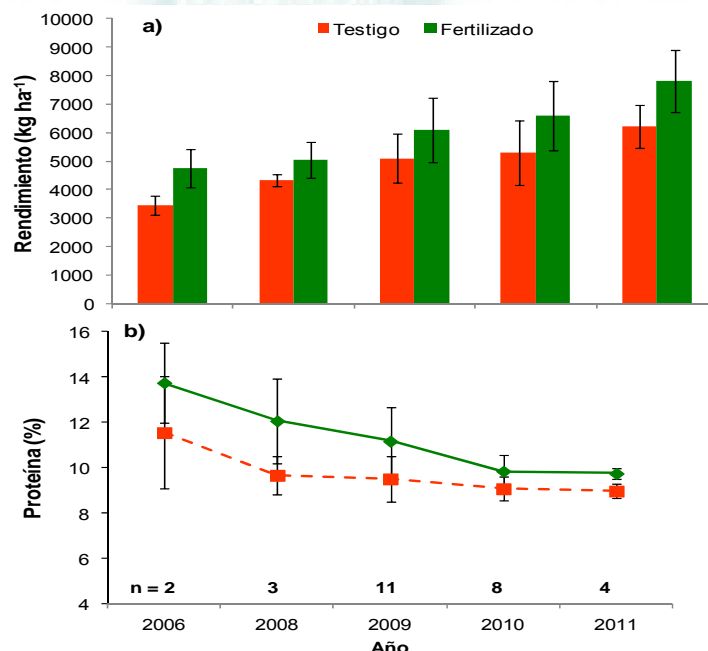 a)
Testigo Fertilizado
Rendimiento (kg ha⁻¹)
10000
9000
8000
7000
6000
5000
4000
3000
2000
1000
0
b)
Proteína (%)
16
14
12
10
8
6
4
n = 2 3 11 8 4
2006 2008 2009 2010 2011
Año